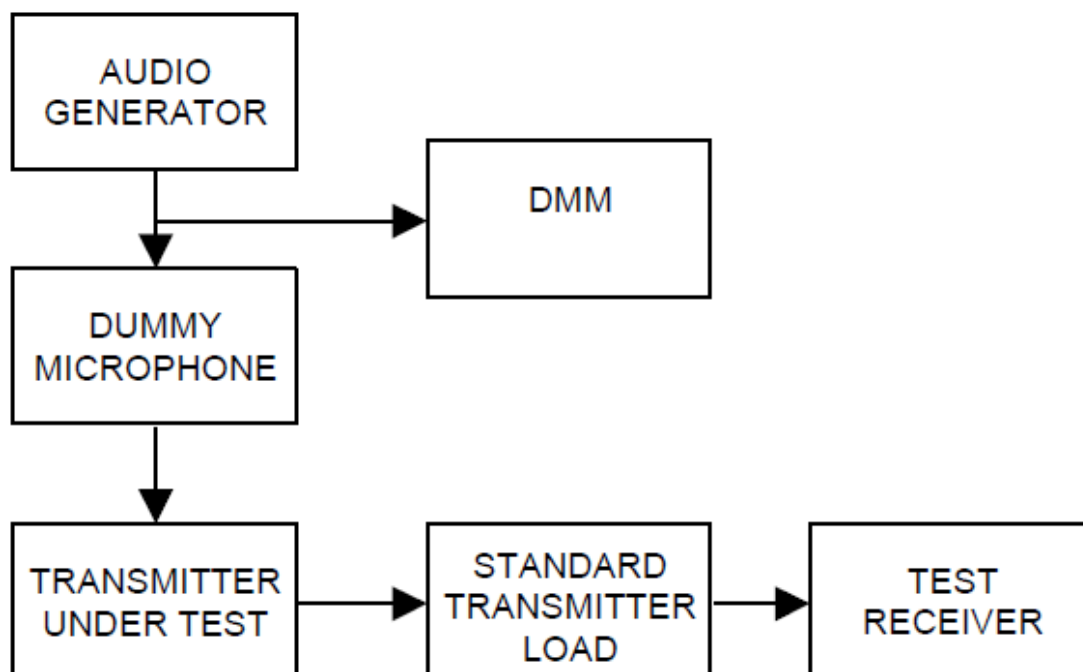 AUDIO
GENERATOR
DMM
DUMMY
MICROPHONE
TRANSMITTER
UNDER TEST
STANDARD
TRANSMITTER
LOAD
TEST
RECEIVER